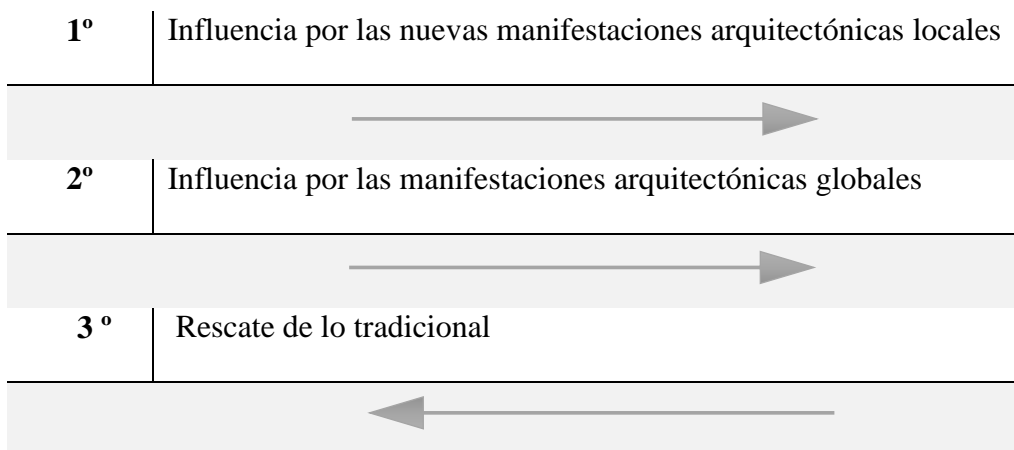 1º Influencia por las nuevas manifestaciones arquitectónicas locales
2º Influencia por las manifestaciones arquitectónicas globales
3 º Rescate de lo tradicional